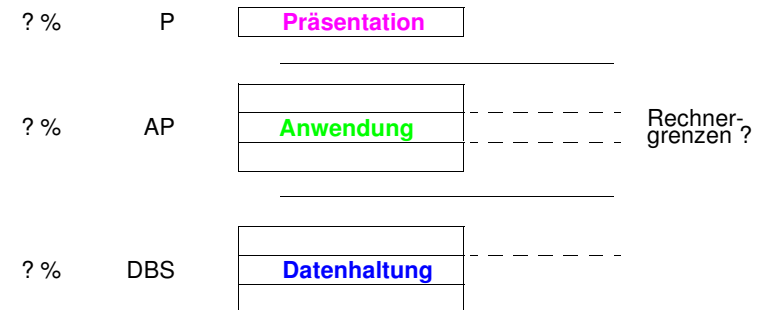 ? % P Präsentation
? % AP Anwendung
Rechner-
grenzen ?
? % DBS Datenhaltung